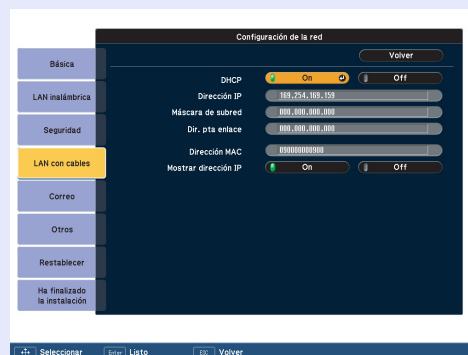 Configuración de la red
Volver
Básica
LAN inalámbrica
Seguridad
LAN con cables
Correo
Otros
Restablecer
Ha finalizado
la instalación
DHCP On Off
Dirección IP 169.254.169.159
Máscara de subred 000.000.000.000
Dir. pta enlace 000.000.000.000
Dirección MAC
Mostrar dirección IP On Off
Seleccionar Enter Listo ESC Volver